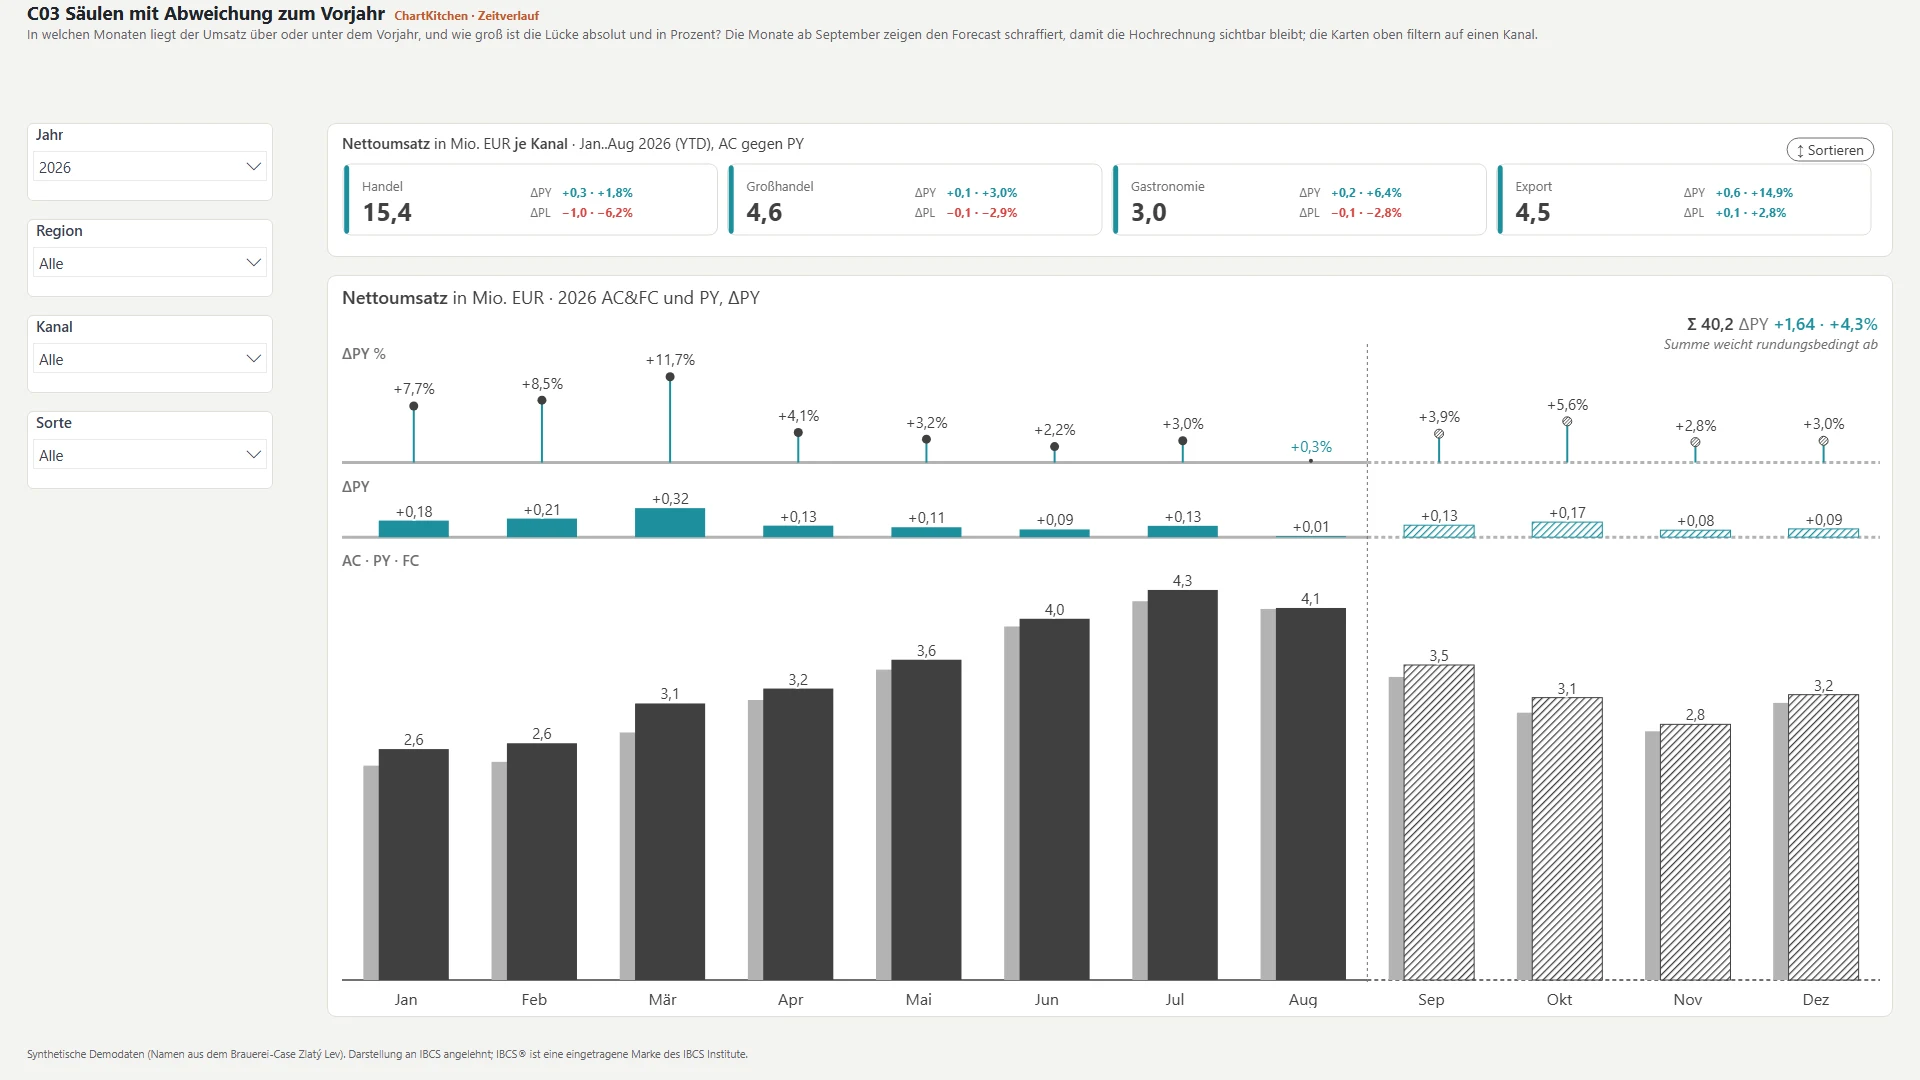 C03 Säulen mit Abweichung zum Vorjahr ChartKitchen · Zeitverlauf
In welchen Monaten liegt der Umsatz über oder unter dem Vorjahr, und wie groß ist die Lücke absolut und in Prozent? Die Monate ab September zeigen den Forecast schraffiert, damit die Hochrechnung sichtbar bleibt; die Karten oben filtern auf einen Kanal.
Jahr
2026
Region
Alle
Kanal
Alle
Sorte
Alle
Nettoumsatz in Mio. EUR je Kanal · Jan..Aug 2026 (YTD), AC gegen PY
↕ Sortieren
Handel
15,4
ΔPY +0,3 · +1,8%
ΔPL −1,0 · −6,2%
Großhandel
4,6
ΔPY +0,1 · +3,0%
ΔPL −0,1 · −2,9%
Gastronomie
3,0
ΔPY +0,2 · +6,4%
ΔPL −0,1 · −2,8%
Export
4,5
ΔPY +0,6 · +14,9%
ΔPL +0,1 · +2,8%
Nettoumsatz in Mio. EUR · 2026 AC&FC und PY, ΔPY
Σ 40,2 ΔPY +1,64 · +4,3%
Summe weicht rundungsbedingt ab
ΔPY %
+7,7% +8,5% +11,7% +4,1% +3,2% +2,2% +3,0% +0,3% +3,9% +5,6% +2,8% +3,0%
ΔPY
+0,18 +0,21 +0,32 +0,13 +0,11 +0,09 +0,13 +0,01 +0,13 +0,17 +0,08 +0,09
AC · PY · FC
2,6 2,6 3,1 3,2 3,6 4,0 4,3 4,1 3,5 3,1 2,8 3,2
Jan Feb Mär Apr Mai Jun Jul Aug Sep Okt Nov Dez
Synthetische Demodaten (Namen aus dem Brauerei-Case Zlatý Lev). Darstellung an IBCS angelehnt; IBCS® ist eine eingetragene Marke des IBCS Institute.